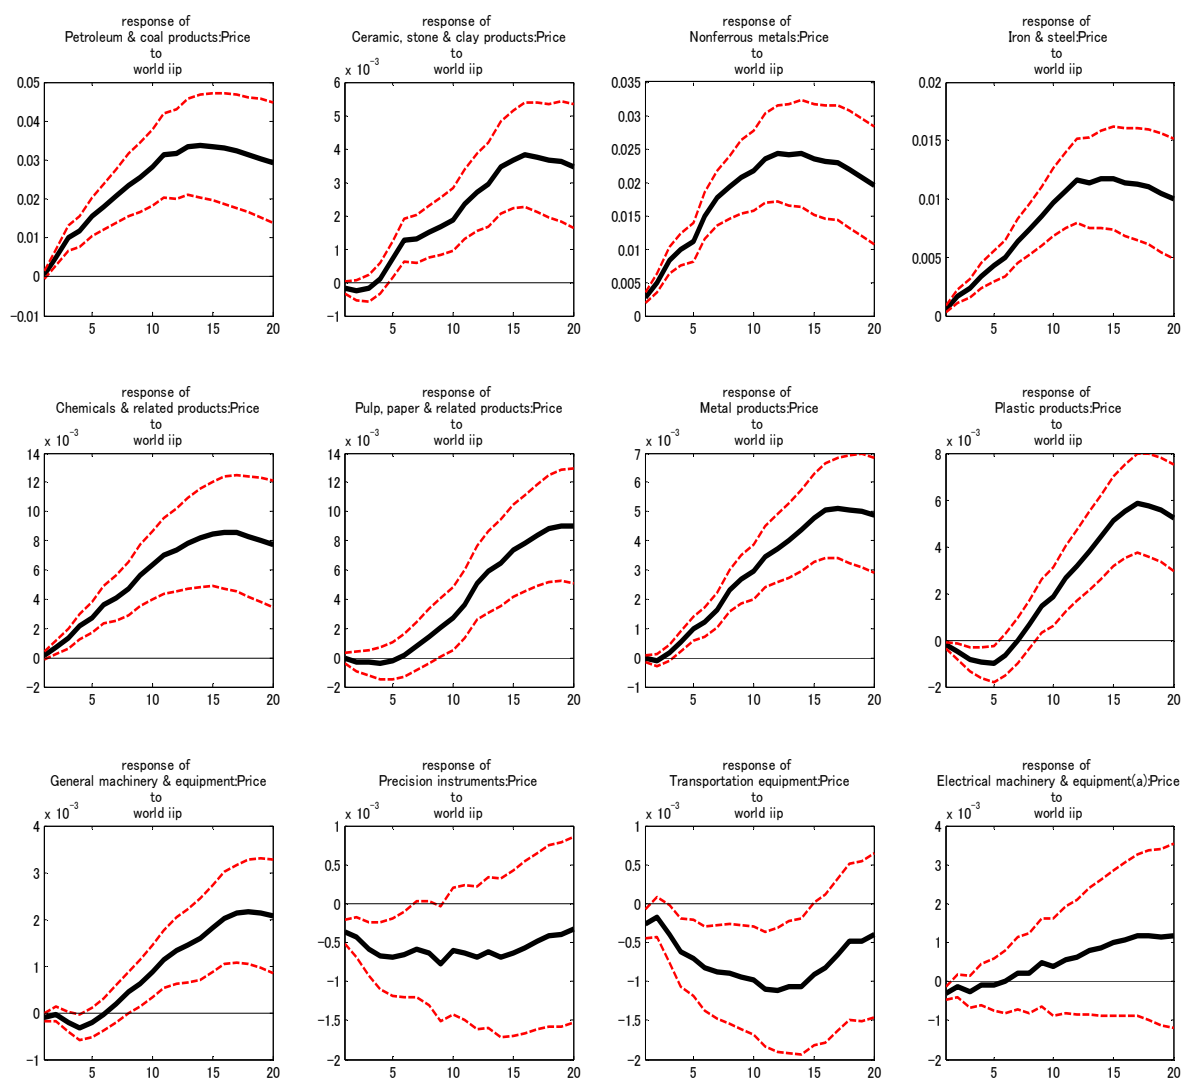 response of
Petroleum & coal products:Price
to
world iip
0.05
0.04
0.03
0.02
0.01
0
−0.01
5 10 15 20
response of
Ceramic, stone & clay products:Price
to
world iip
x 10⁻³
6
5
4
3
2
1
0
−1
5 10 15 20
response of
Nonferrous metals:Price
to
world iip
0.035
0.03
0.025
0.02
0.015
0.01
0.005
0
5 10 15 20
response of
Iron & steel:Price
to
world iip
0.02
0.015
0.01
0.005
0
5 10 15 20
response of
Chemicals & related products:Price
to
world iip
x 10⁻³
14
12
10
8
6
4
2
0
−2
5 10 15 20
response of
Pulp, paper & related products:Price
to
world iip
x 10⁻³
14
12
10
8
6
4
2
0
−2
5 10 15 20
response of
Metal products:Price
to
world iip
x 10⁻³
7
6
5
4
3
2
1
0
−1
5 10 15 20
response of
Plastic products:Price
to
world iip
x 10⁻³
8
6
4
2
0
−2
5 10 15 20
response of
General machinery & equipment:Price
to
world iip
x 10⁻³
4
3
2
1
0
−1
5 10 15 20
response of
Precision instruments:Price
to
world iip
x 10⁻³
1
0.5
0
−0.5
−1
−1.5
−2
5 10 15 20
response of
Transportation equipment:Price
to
world iip
x 10⁻³
1
0.5
0
−0.5
−1
−1.5
−2
5 10 15 20
response of
Electrical machinery & equipment(a):Price
to
world iip
x 10⁻³
4
3
2
1
0
−1
−2
5 10 15 20